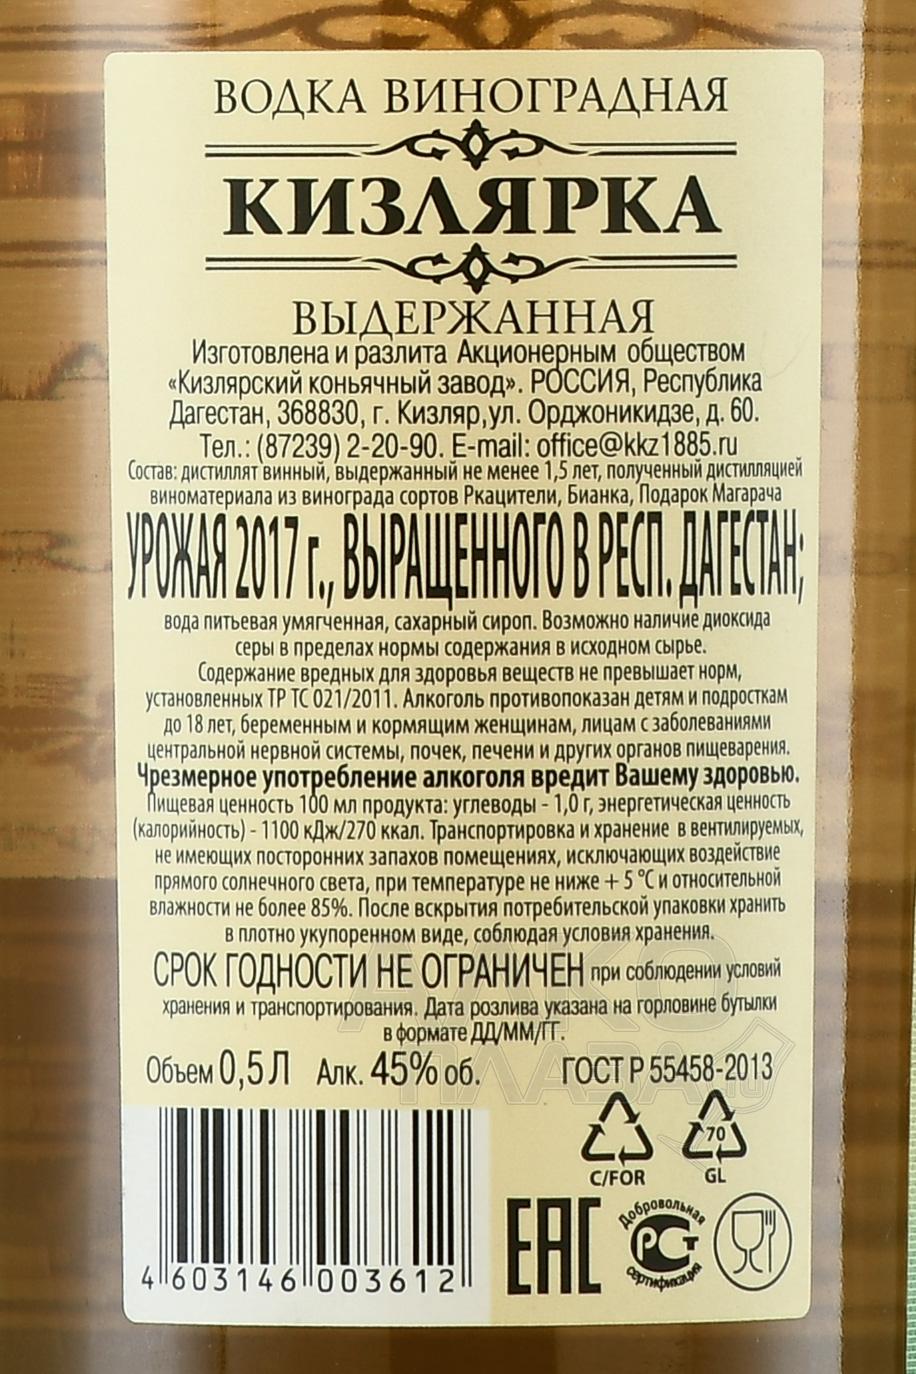 ВОДКА ВИНОГРАДНАЯ
КИЗЛЯРКА
ВЫДЕРЖАННАЯ
Изготовлена и разлита Акционерным обществом
«Кизлярский коньячный завод». РОССИЯ, Республика
Дагестан, 368830, г. Кизляр,ул. Орджоникидзе, д. 60.
Тел.: (87239) 2-20-90. E-mail: office@kkz1885.ru
Состав: дистиллят винный, выдержанный не менее 1,5 лет, полученный дистилляцией
виноматериала из винограда сортов Ркацители, Бианка, Подарок Магарача
УРОЖАЯ 2017 г., ВЫРАЩЕННОГО В РЕСП. ДАГЕСТАН;
вода питьевая умягченная, сахарный сироп. Возможно наличие диоксида
серы в пределах нормы содержания в исходном сырье.
Содержание вредных для здоровья веществ не превышает норм,
установленных ТР ТС 021/2011. Алкоголь противопоказан детям и подросткам
до 18 лет, беременным и кормящим женщинам, лицам с заболеваниями
центральной нервной системы, почек, печени и других органов пищеварения.
Чрезмерное употребление алкоголя вредит Вашему здоровью.
Пищевая ценность 100 мл продукта: углеводы - 1,0 г, энергетическая ценность
(калорийность) - 1100 кДж/270 ккал. Транспортировка и хранение в вентилируемых,
не имеющих посторонних запахов помещениях, исключающих воздействие
прямого солнечного света, при температуре не ниже + 5 °С и относительной
влажности не более 85%. После вскрытия потребительской упаковки хранить
в плотно укупоренном виде, соблюдая условия хранения.
СРОК ГОДНОСТИ НЕ ОГРАНИЧЕН при соблюдении условий
хранения и транспортирования. Дата розлива указана на горловине бутылки
в формате ДД/ММ/ГГ.
Объем 0,5 Л Алк. 45% об. ГОСТ Р 55458-2013
C/FOR
70
GL
EAC
Добровольная
РСТ
сертификация
4 603146 003612